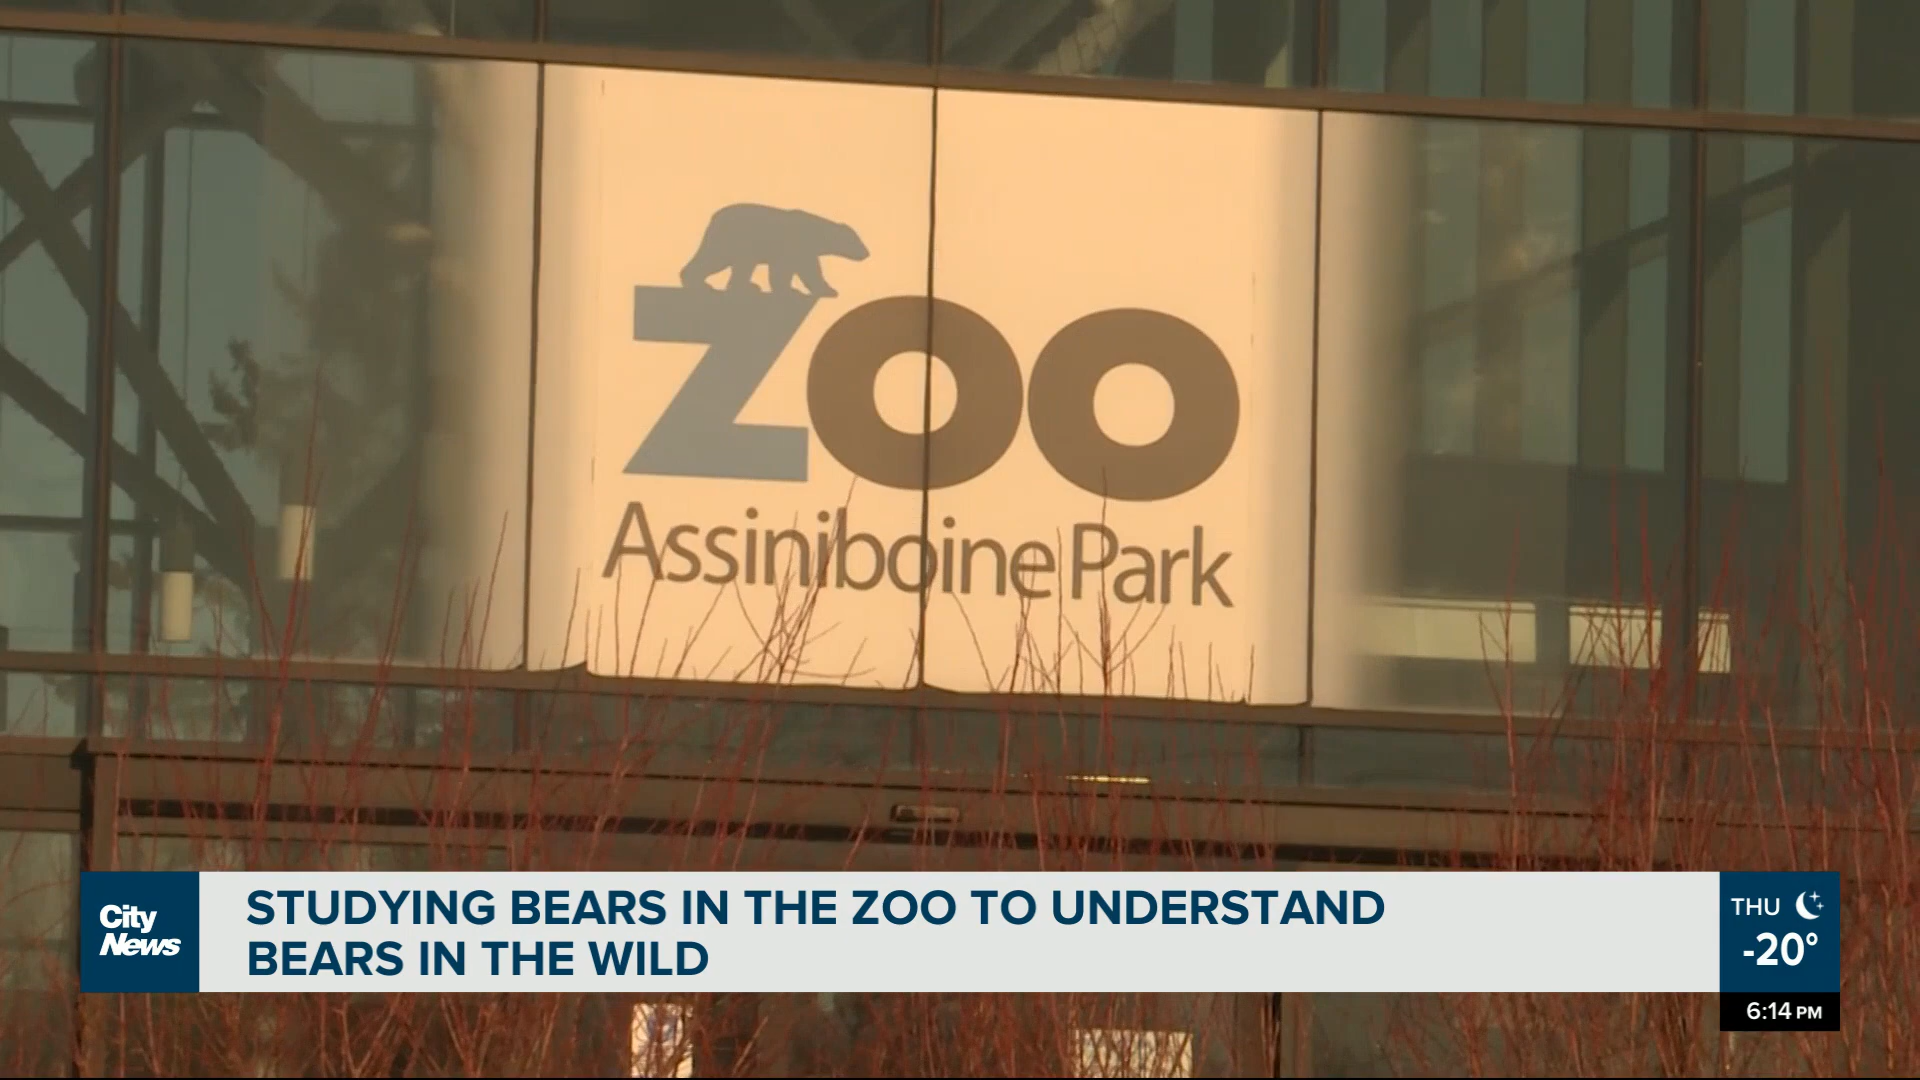 ZOO
Assiniboine Park
City
News
STUDYING BEARS IN THE ZOO TO UNDERSTAND
BEARS IN THE WILD
THU
-20°
6:14 PM